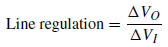 Line regulation = ΔV_O / ΔV_I